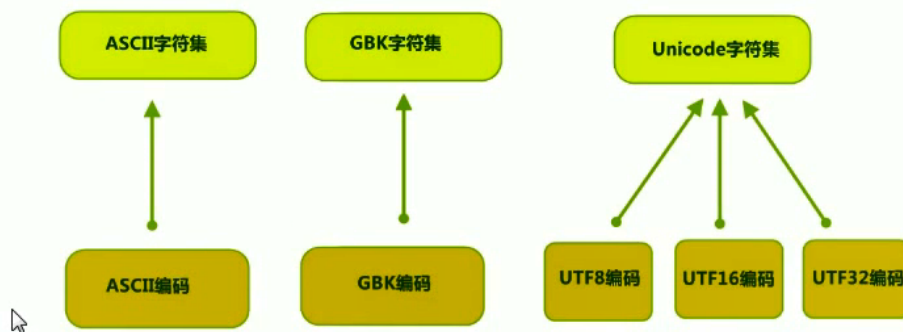 ASCII字符集
GBK字符集
Unicode字符集
ASCII编码
GBK编码
UTF8编码
UTF16编码
UTF32编码